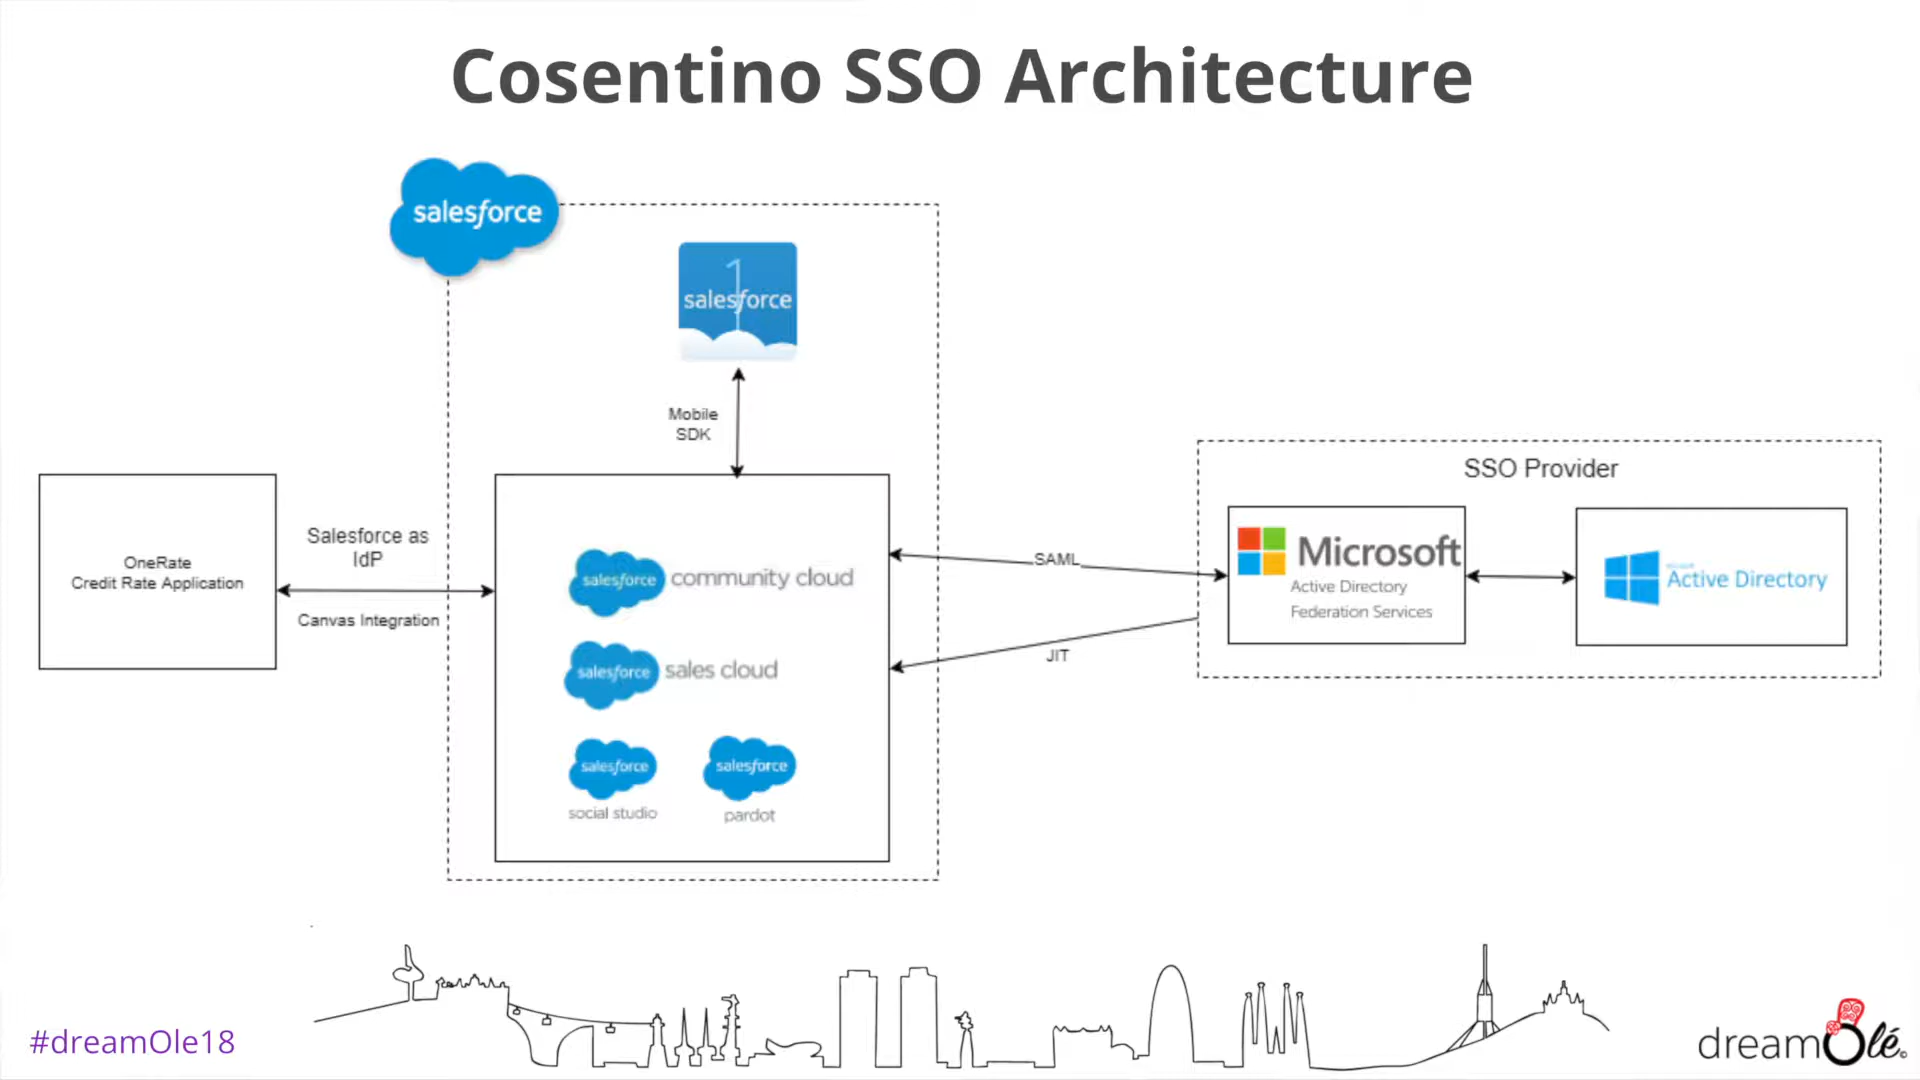 Cosentino SSO Architecture
salesforce
1
salesforce
Mobile
SDK
OneRate
Credit Rate Application
Salesforce as
IdP
Canvas Integration
salesforce community cloud
salesforce sales cloud
salesforce
social studio
salesforce
pardot
SAML
JIT
SSO Provider
Microsoft
Active Directory
Federation Services
Active Directory
#dreamOle18
dreamOlé